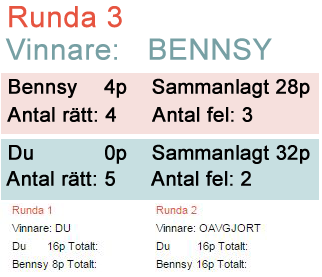 Runda 3
Vinnare: BENNSY
Bennsy 4p Sammanlagt 28p
Antal rätt: 4 Antal fel: 3
Du 0p Sammanlagt 32p
Antal rätt: 5 Antal fel: 2
Runda 1 Runda 2
Vinnare: DU Vinnare: OAVGJORT
Du 16p Totalt: Du 16p Totalt:
Bennsy 8p Totalt: Bennsy 16p Totalt: